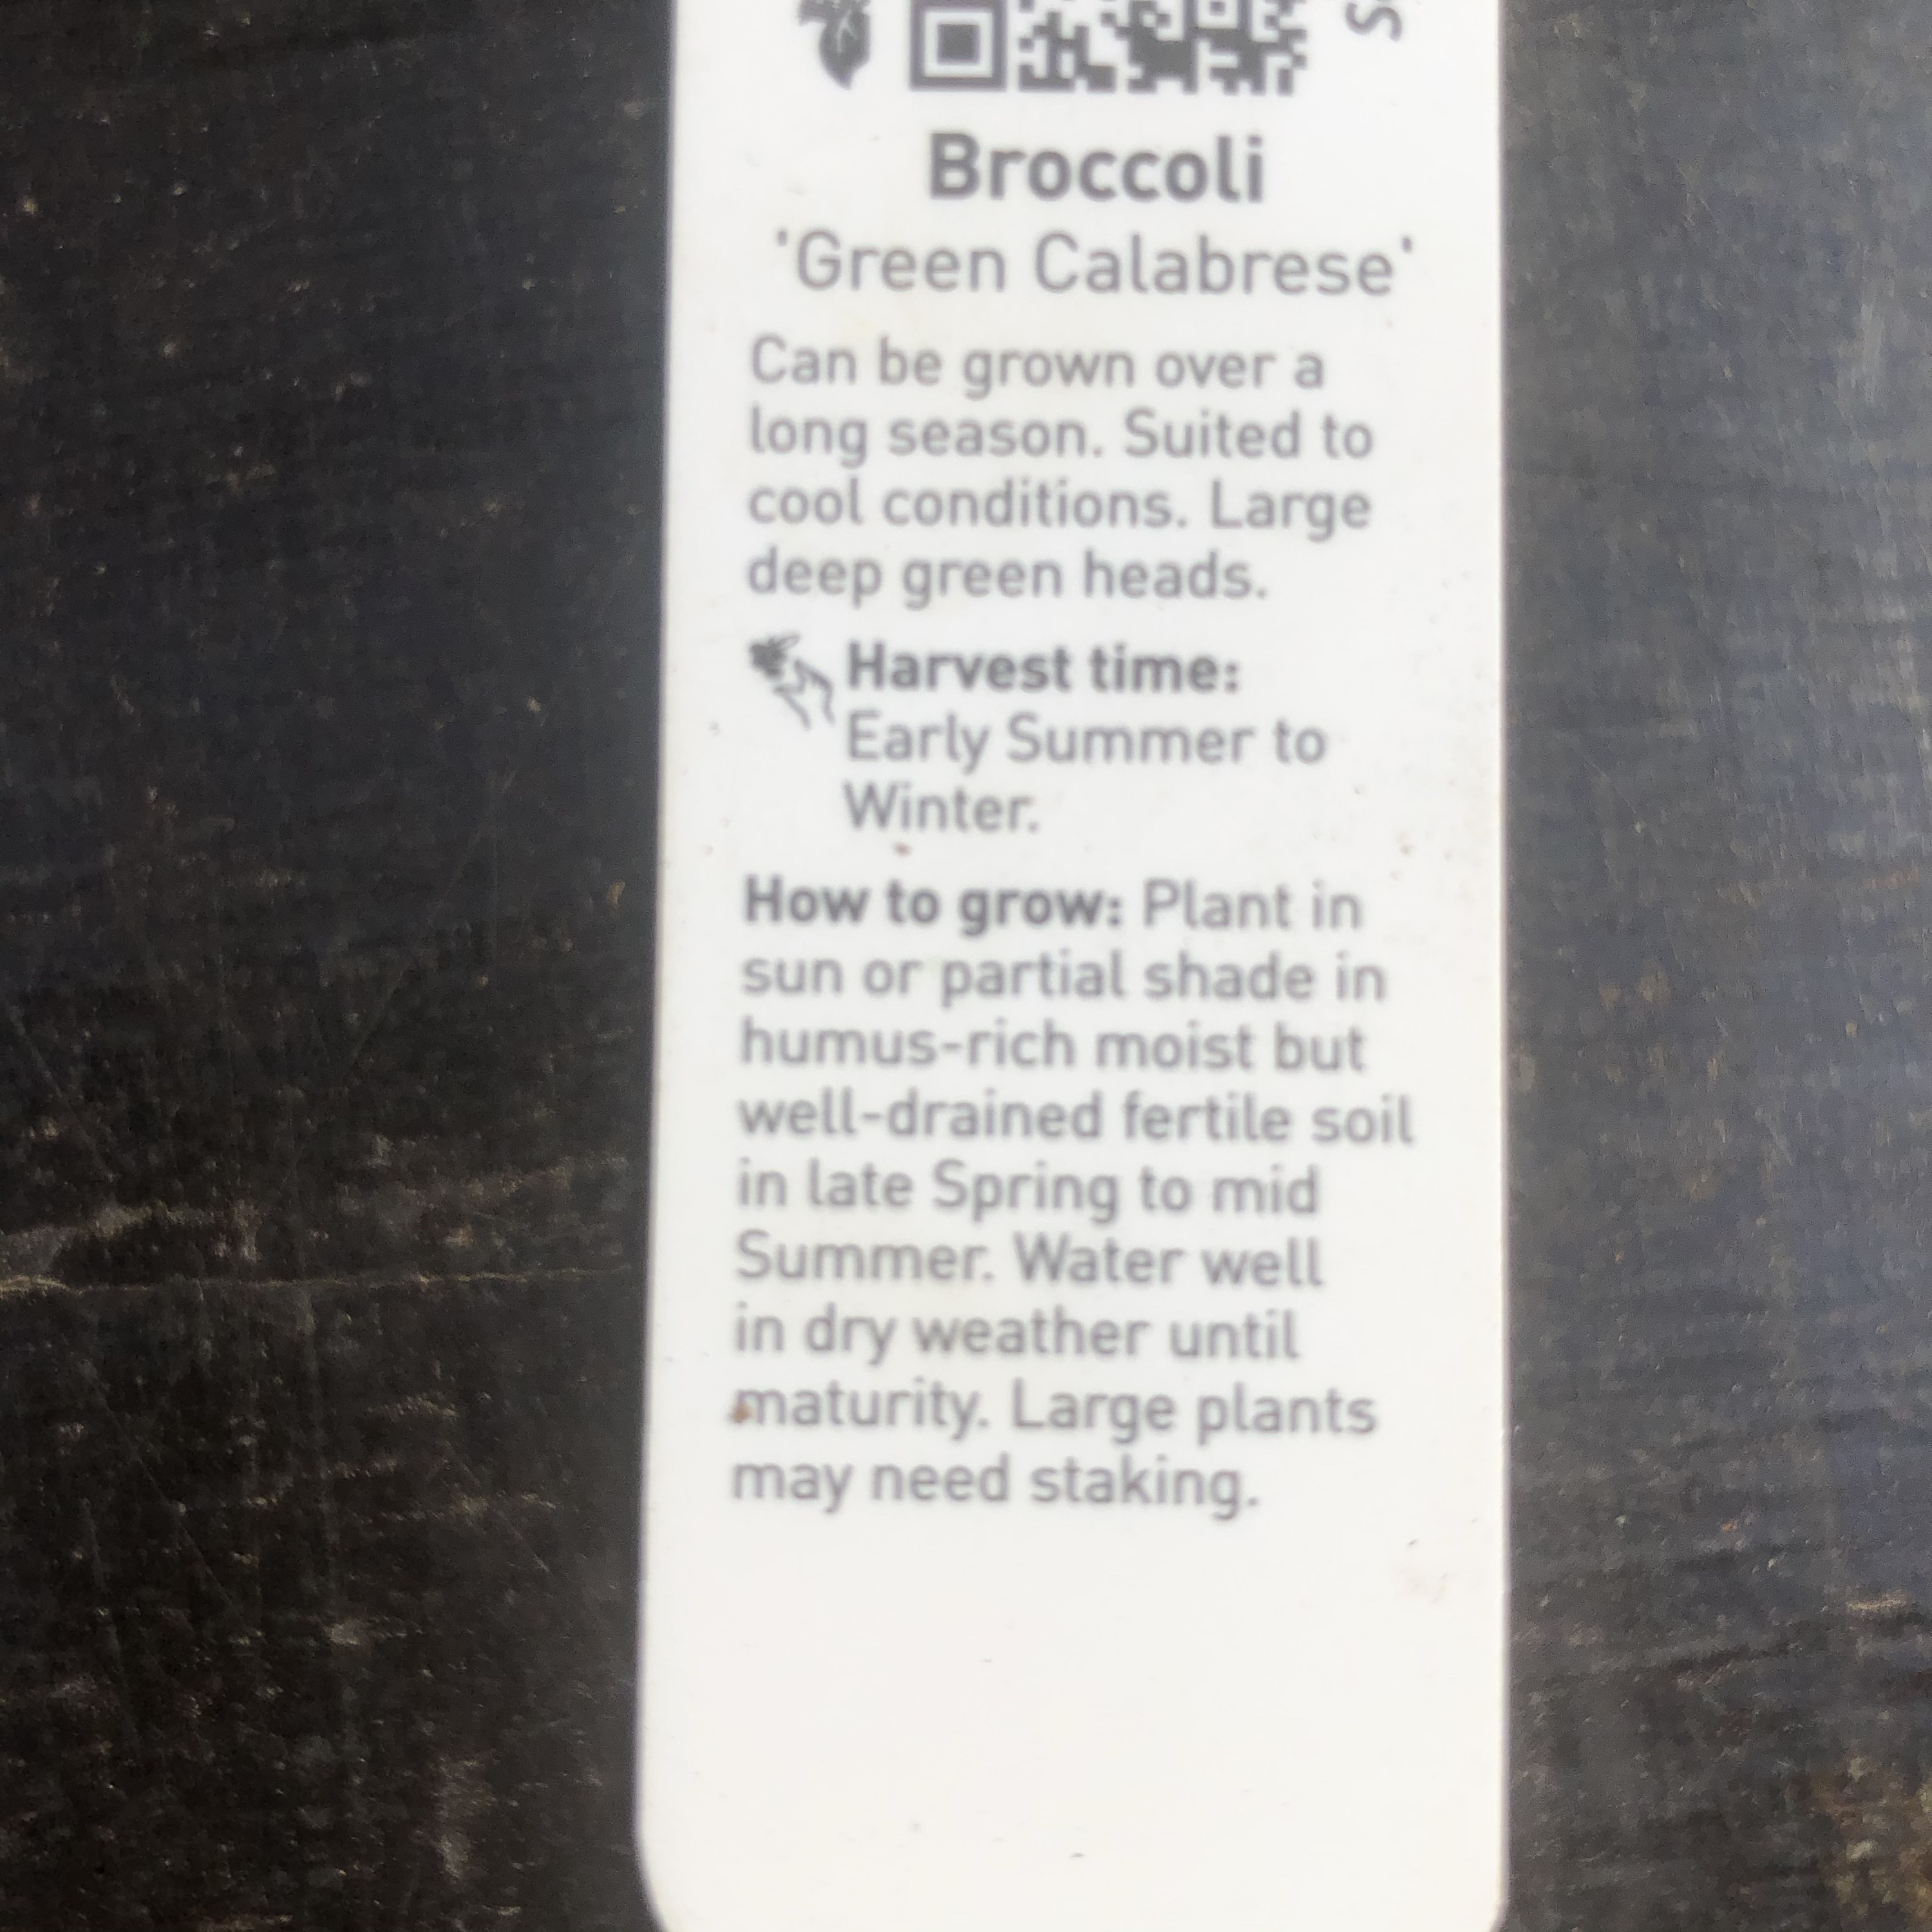 Broccoli
'Green Calabrese'
Can be grown over a
long season. Suited to
cool conditions. Large
deep green heads.
Harvest time:
Early Summer to
Winter.
How to grow: Plant in
sun or partial shade in
humus-rich moist but
well-drained fertile soil
in late Spring to mid
Summer. Water well
in dry weather until
maturity. Large plants
may need staking.